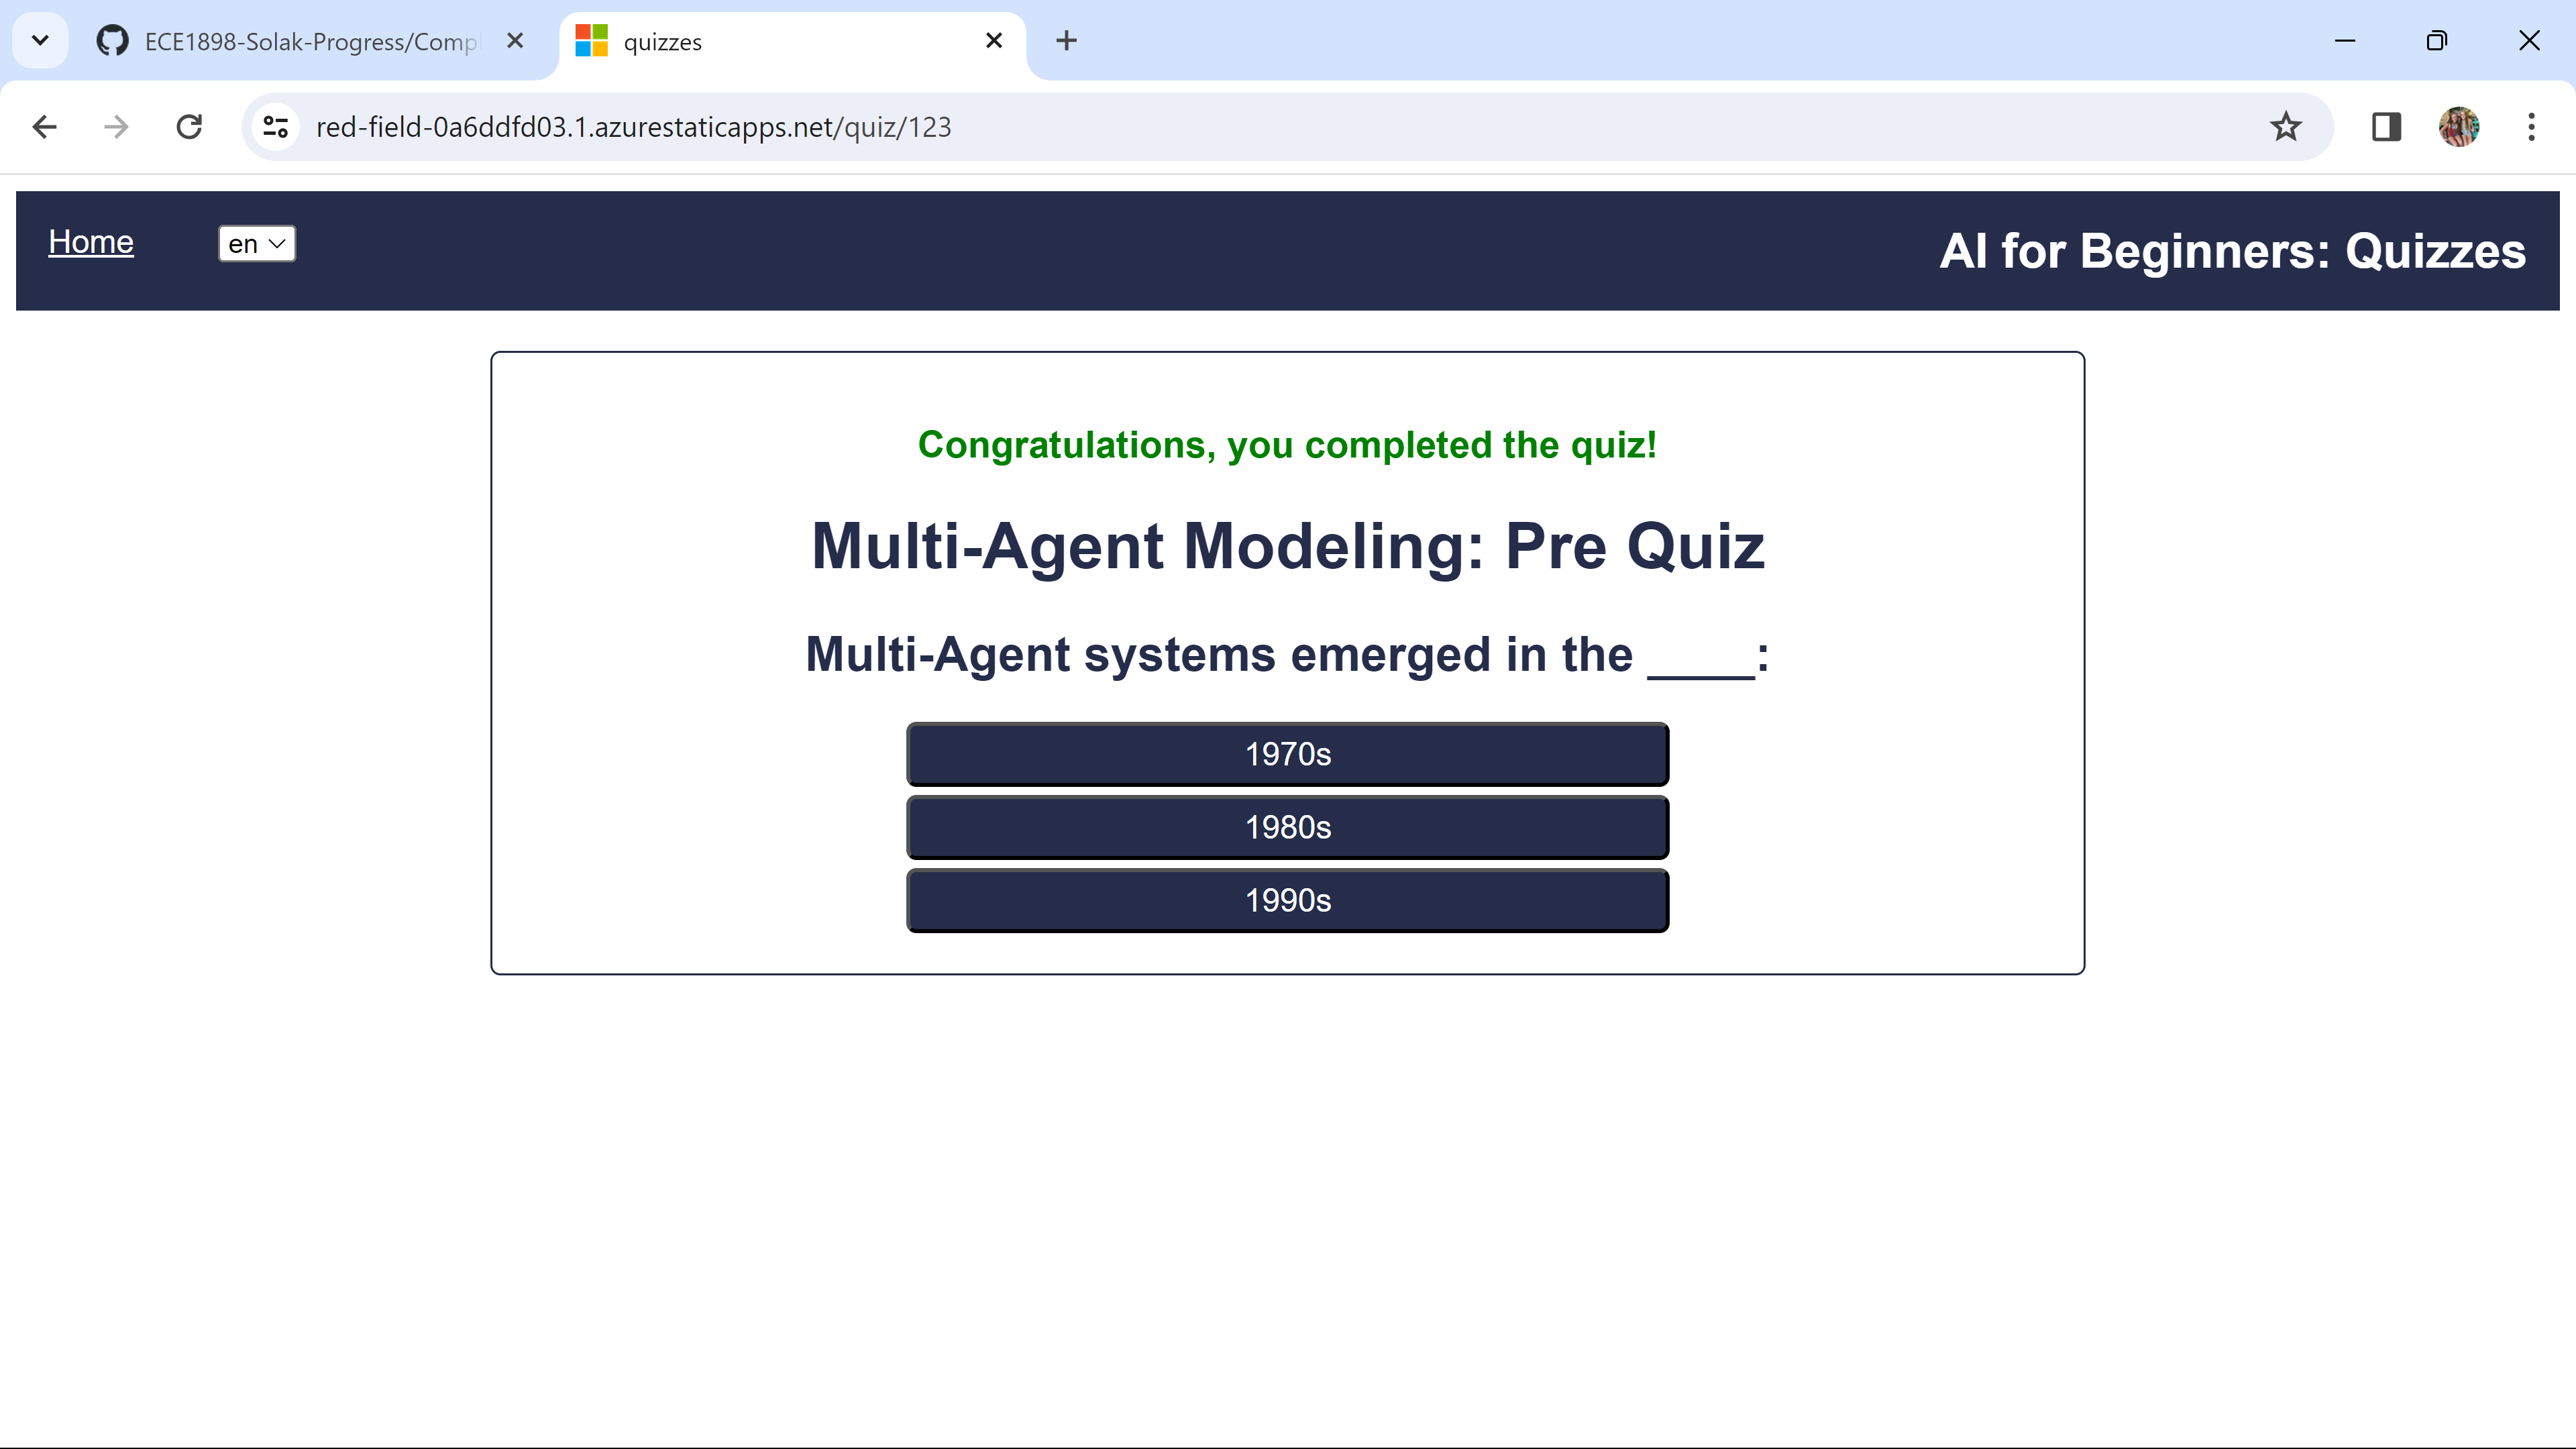 ECE1898-Solak-Progress/Comp
quizzes
red-field-0a6ddfd03.1.azurestaticapps.net/quiz/123
Home
en
AI for Beginners: Quizzes
Congratulations, you completed the quiz!
Multi-Agent Modeling: Pre Quiz
Multi-Agent systems emerged in the ____:
1970s
1980s
1990s